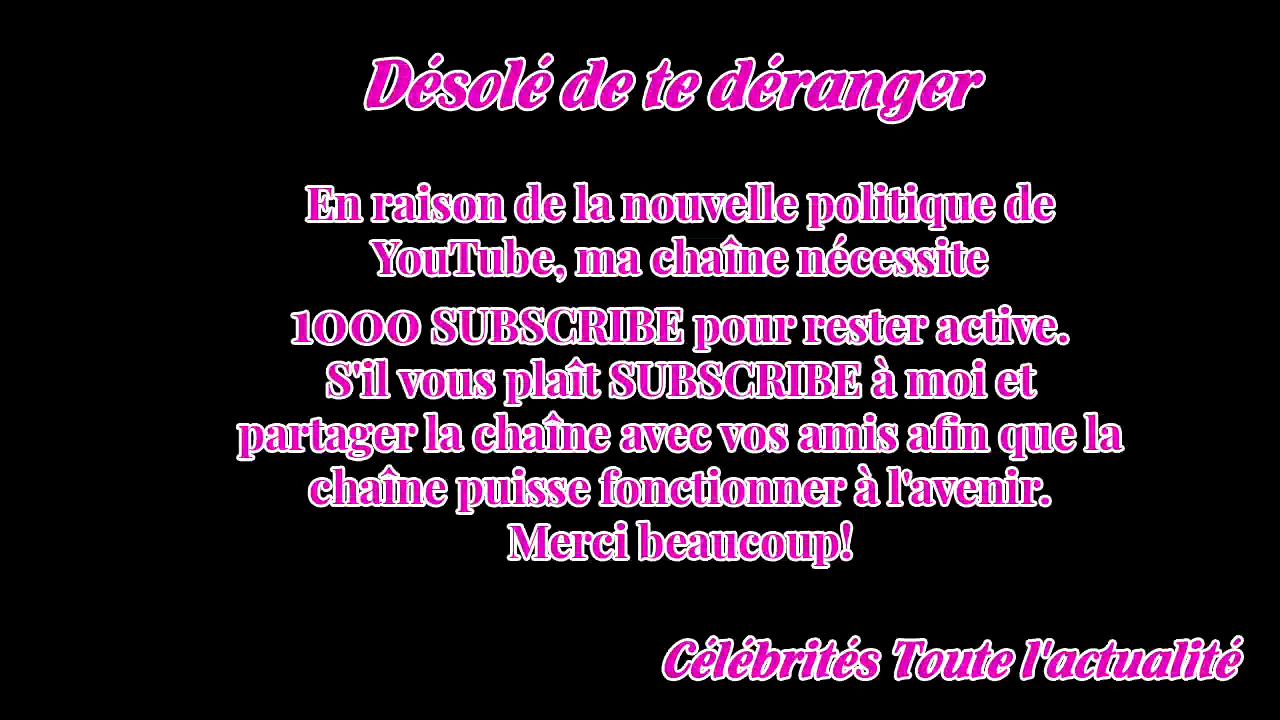 Désolé de te déranger
En raison de la nouvelle politique de
YouTube, ma chaîne nécessite
1000 SUBSCRIBE pour rester active.
S'il vous plaît SUBSCRIBE à moi et
partager la chaîne avec vos amis afin que la
chaîne puisse fonctionner à l'avenir.
Merci beaucoup!
Célébrités Toute l'actualité